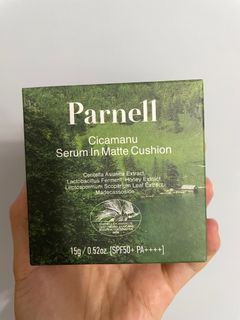 Parnell
Cicamanu
Serum In Matte Cushion
Centella Asiatica Extract
Lactobacillus Ferment, Honey Extract
Leptospermum Scoparium Leaf Extract
Madecassoside
15g / 0.52oz. [SPF50+ PA++++]